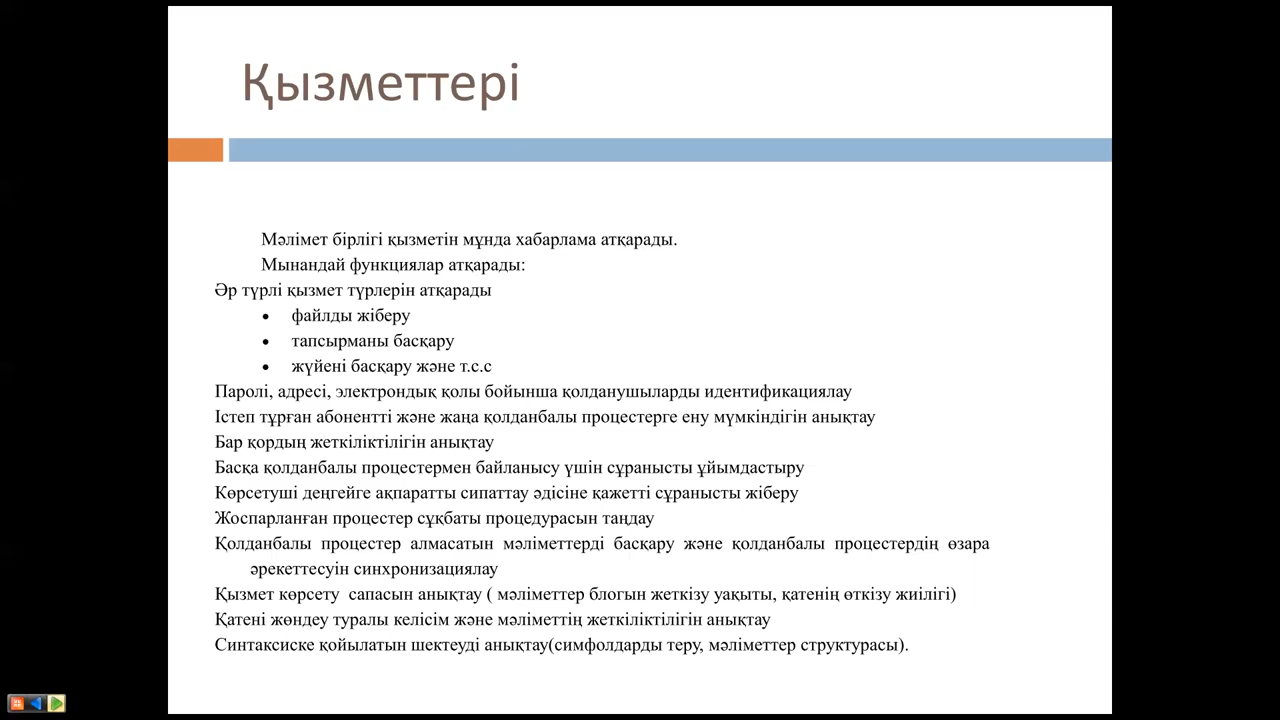 Қызметтері
Мәлімет бірлігі қызметін мұнда хабарлама атқарады.
Мынандай функциялар атқарады:
Әр түрлі қызмет түрлерін атқарады
• файлды жіберу
• тапсырманы басқару
• жүйені басқару және т.с.с
Паролі, адресі, электрондық қолы бойынша қолданушыларды идентификациялау
Істеп тұрған абонентті және жаңа қолданбалы процестерге ену мүмкіндігін анықтау
Бар қордың жеткіліктілігін анықтау
Басқа қолданбалы процестермен байланысу үшін сұранысты ұйымдастыру
Көрсетуші деңгейге ақпаратты сипаттау әдісіне қажетті сұранысты жіберу
Жоспарланған процестер сұқбаты процедурасын таңдау
Қолданбалы процестер алмасатын мәліметтерді басқару және қолданбалы процестердің өзара
әрекеттесуін синхронизациялау
Қызмет көрсету сапасын анықтау ( мәліметтер блогын жеткізу уақыты, қатенің өткізу жиілігі)
Қатені жөндеу туралы келісім және мәліметтің жеткіліктілігін анықтау
Синтаксиске қойылатын шектеуді анықтау(симфолдарды теру, мәліметтер структурасы).